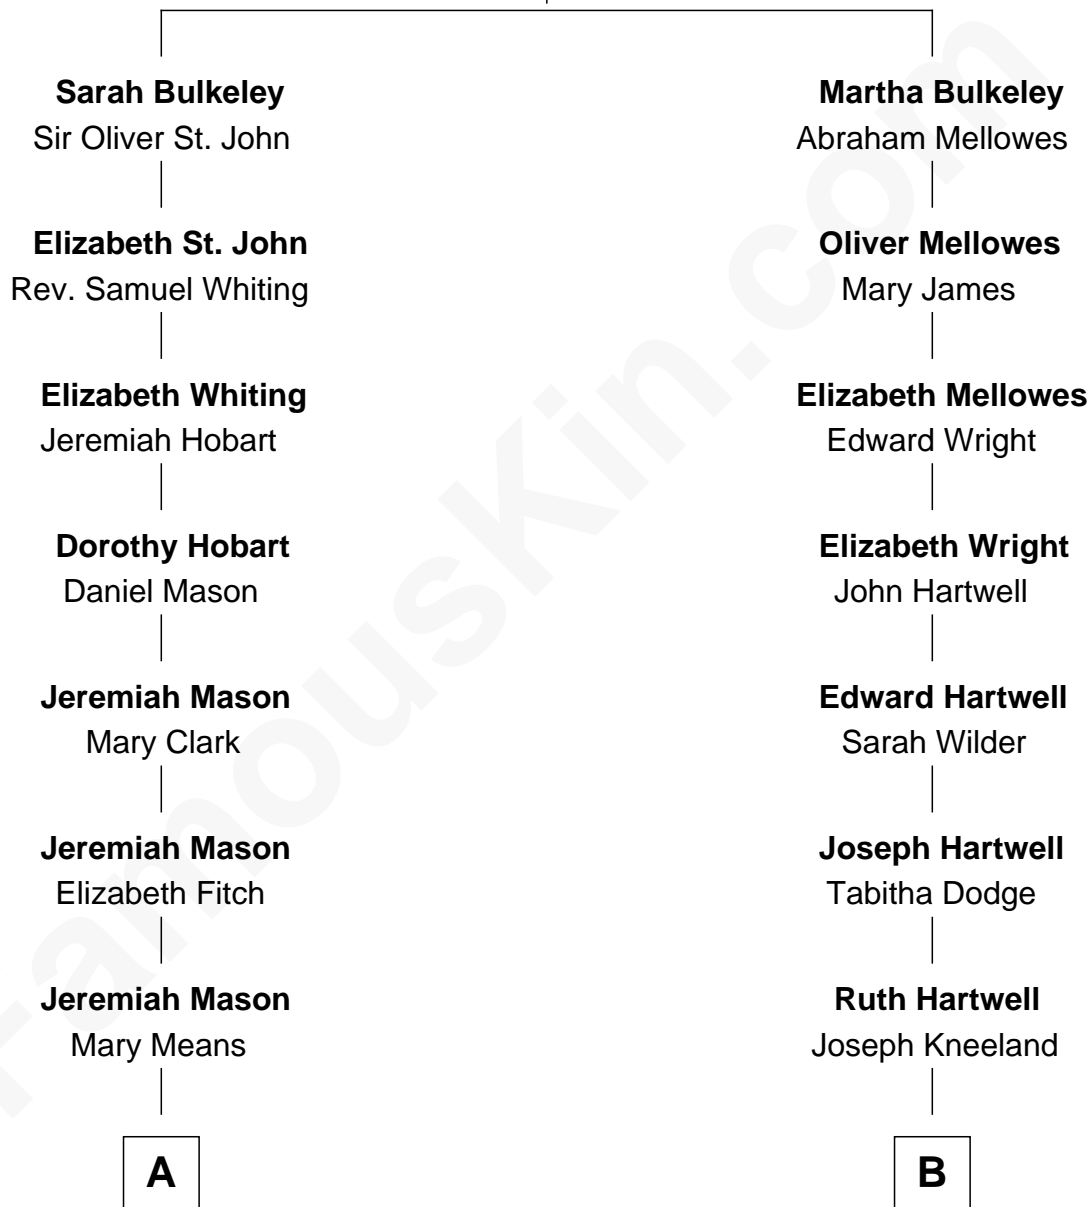 Sarah Bulkeley
Sir Oliver St. John
Elizabeth St. John
Rev. Samuel Whiting
Elizabeth Whiting
Jeremiah Hobart
Dorothy Hobart
Daniel Mason
Jeremiah Mason
Mary Clark
Jeremiah Mason
Elizabeth Fitch
Jeremiah Mason
Mary Means
A
Martha Bulkeley
Abraham Mellowes
Oliver Mellowes
Mary James
Elizabeth Mellowes
Edward Wright
Elizabeth Wright
John Hartwell
Edward Hartwell
Sarah Wilder
Joseph Hartwell
Tabitha Dodge
Ruth Hartwell
Joseph Kneeland
B
FamousKin.com